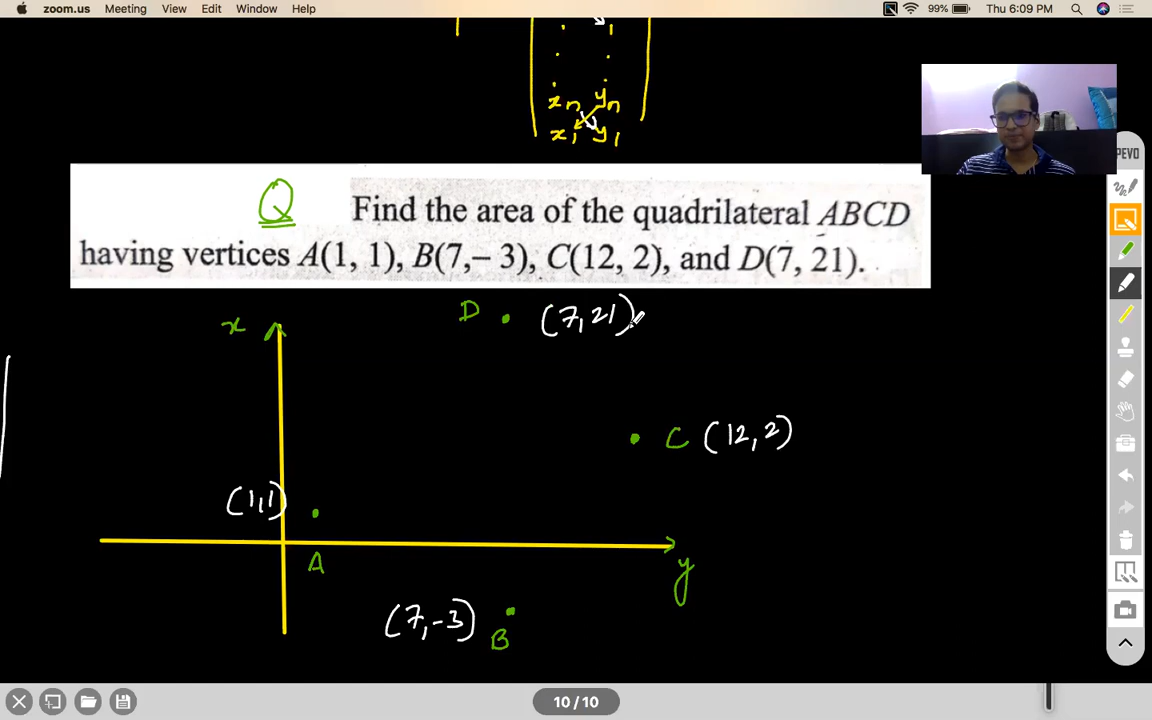 zoom.us Meeting View Edit Window Help 99% Thu 6:09 PM
xn yn
x1 y1
PEVO
Q Find the area of the quadrilateral ABCD
having vertices A(1, 1), B(7,– 3), C(12, 2), and D(7, 21).
x D (7, 21)
C (12, 2)
(1,1)
A
y
(7,-3) B
10 / 10